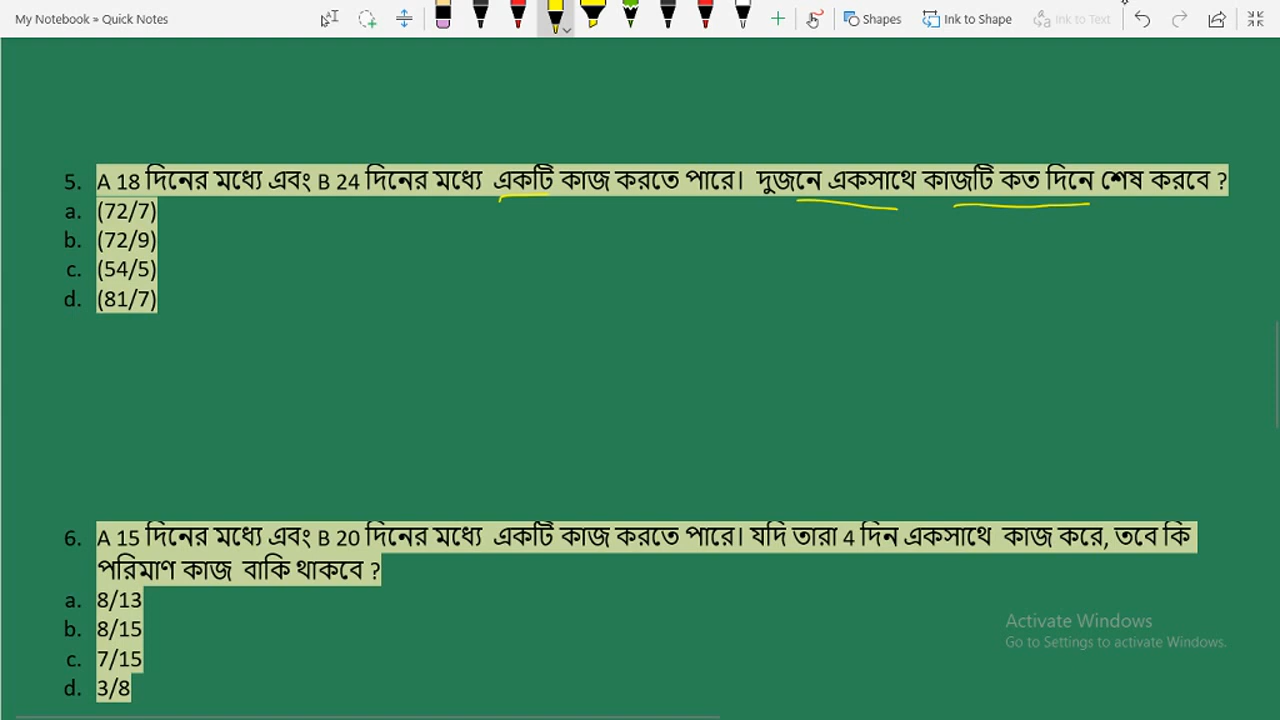 My Notebook » Quick Notes
Shapes
Ink to Shape
Ink to Text
5. A 18 দিনের মধ্যে এবং B 24 দিনের মধ্যে একটি কাজ করতে পারে। দুজনে একসাথে কাজটি কত দিনে শেষ করবে ?
a. (72/7)
b. (72/9)
c. (54/5)
d. (81/7)
6. A 15 দিনের মধ্যে এবং B 20 দিনের মধ্যে একটি কাজ করতে পারে। যদি তারা 4 দিন একসাথে কাজ করে, তবে কি
পরিমাণ কাজ বাকি থাকবে ?
a. 8/13
b. 8/15
c. 7/15
d. 3/8
Activate Windows
Go to Settings to activate Windows.